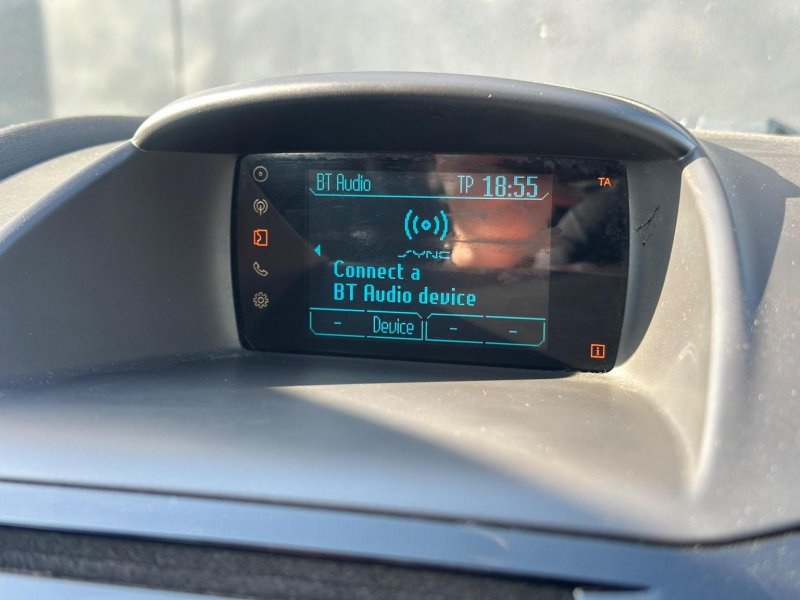 BT Audio TP 18:55
TA
SYNC
Connect a
BT Audio device
- Device - -
i